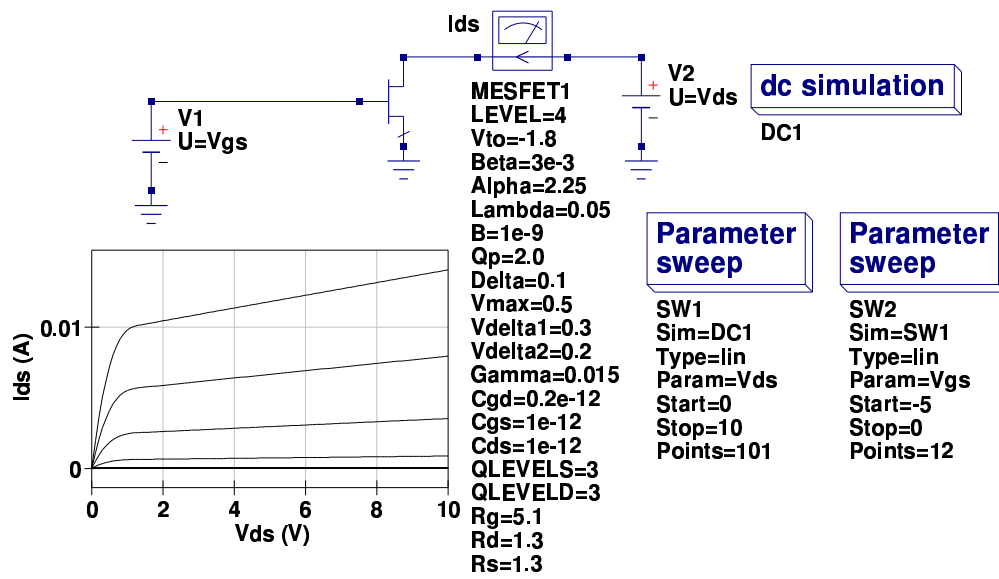 Ids
V1
U=Vgs
MESFET1
LEVEL=4
Vto=-1.8
Beta=3e-3
Alpha=2.25
Lambda=0.05
B=1e-9
Qp=2.0
Delta=0.1
Vmax=0.5
Vdelta1=0.3
Vdelta2=0.2
Gamma=0.015
Cgd=0.2e-12
Cgs=1e-12
Cds=1e-12
QLEVELS=3
QLEVELD=3
Rg=5.1
Rd=1.3
Rs=1.3
V2
U=Vds
dc simulation
DC1
Parameter
sweep
SW1
Sim=DC1
Type=lin
Param=Vds
Start=0
Stop=10
Points=101
Parameter
sweep
SW2
Sim=SW1
Type=lin
Param=Vgs
Start=-5
Stop=0
Points=12
Ids (A)
0.01
0
0 2 4 6 8 10
Vds (V)